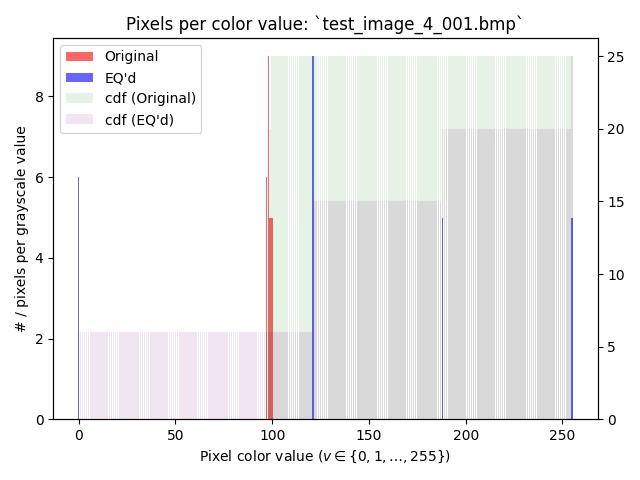 Pixels per color value: `test_image_4_001.bmp`
Original
EQ'd
cdf (Original)
cdf (EQ'd)
# / pixels per grayscale value
0
2
4
6
8
0
5
10
15
20
25
0
50
100
150
200
250
Pixel color value (v ∈ {0, 1, ..., 255})